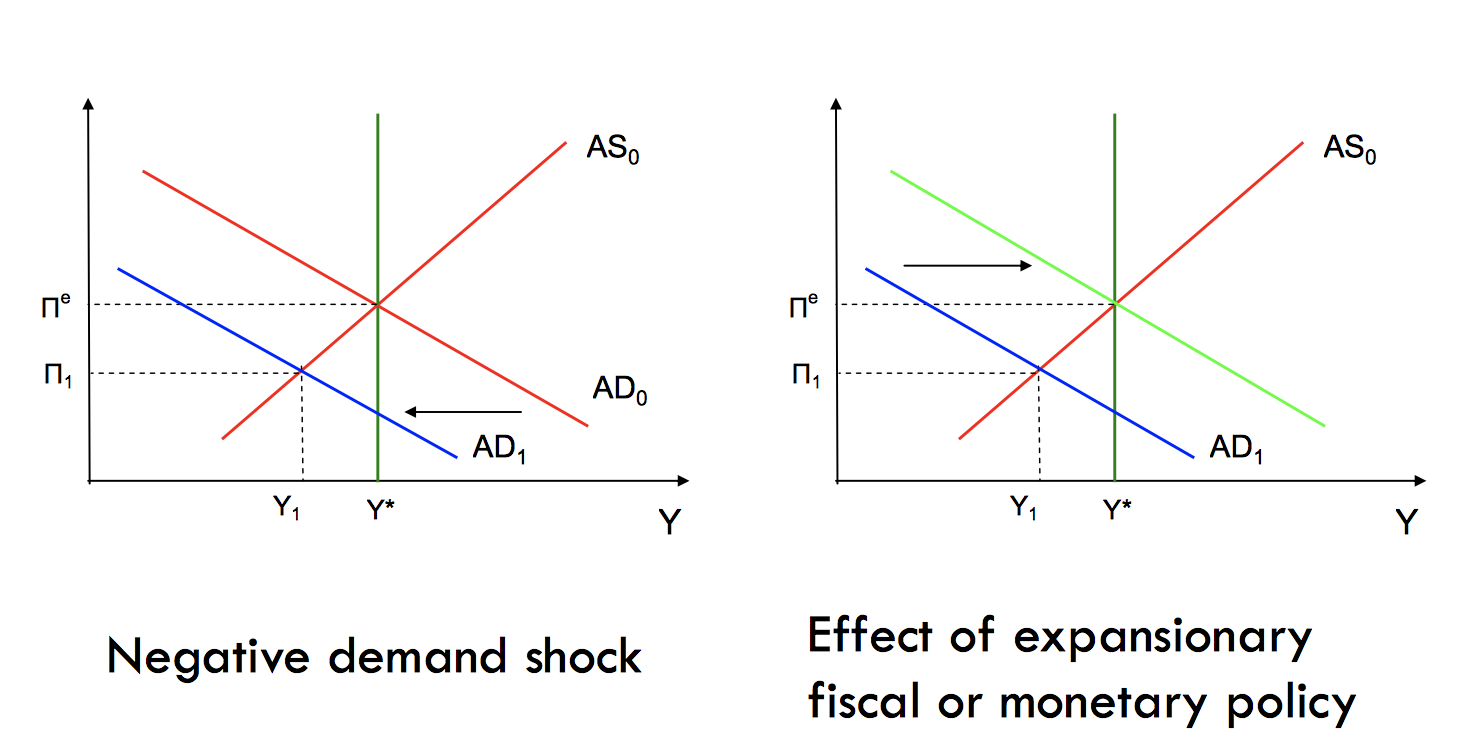 AS₀
Πᵉ
Π₁
AD₀
AD₁
Y₁
Y*
Y
Negative demand shock
AS₀
Πᵉ
Π₁
AD₁
Y₁
Y*
Y
Effect of expansionary
fiscal or monetary policy